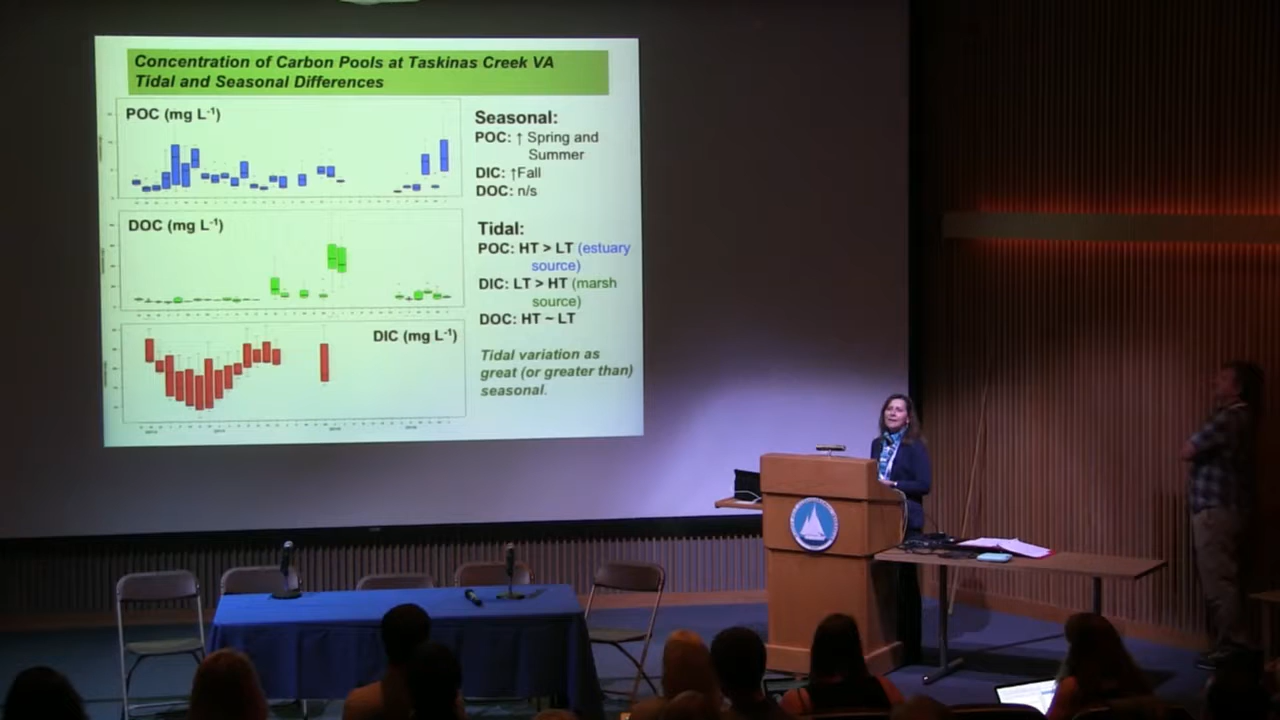 Concentration of Carbon Pools at Taskinas Creek VA
Tidal and Seasonal Differences
POC (mg L-1)
DOC (mg L-1)
DIC (mg L-1)
Seasonal:
POC: ↑ Spring and
Summer
DIC: ↑Fall
DOC: n/s
Tidal:
POC: HT > LT (estuary
source)
DIC: LT > HT (marsh
source)
DOC: HT ~ LT
Tidal variation as
great (or greater than)
seasonal.